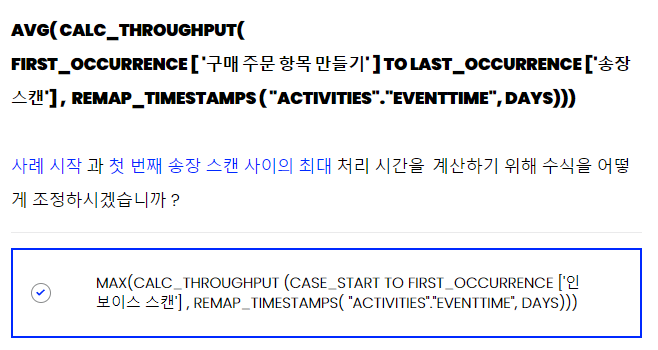 AVG( CALC_THROUGHPUT(
FIRST_OCCURRENCE [ '구매 주문 항목 만들기' ] TO LAST_OCCURRENCE ['송장
스캔'] , REMAP_TIMESTAMPS ( "ACTIVITIES"."EVENTTIME", DAYS)))
사례 시작 과 첫 번째 송장 스캔 사이의 최대 처리 시간을 계산하기 위해 수식을 어떻
게 조정하시겠습니까 ?
MAX(CALC_THROUGHPUT (CASE_START TO FIRST_OCCURRENCE ['인
보이스 스캔'] , REMAP_TIMESTAMPS( "ACTIVITIES"."EVENTTIME", DAYS)))